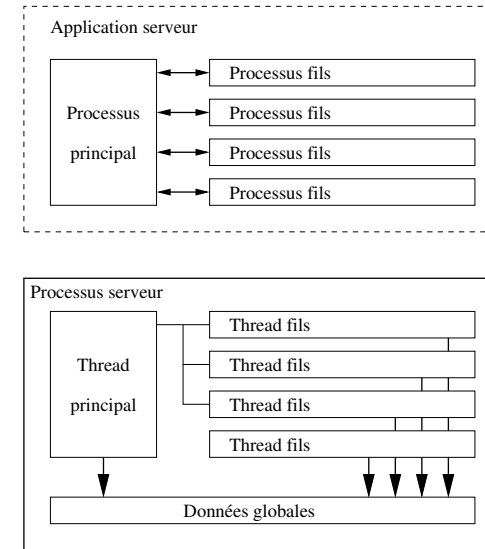 Application serveur
Processus
principal
Processus fils
Processus fils
Processus fils
Processus fils
Processus serveur
Thread
principal
Thread fils
Thread fils
Thread fils
Thread fils
Données globales